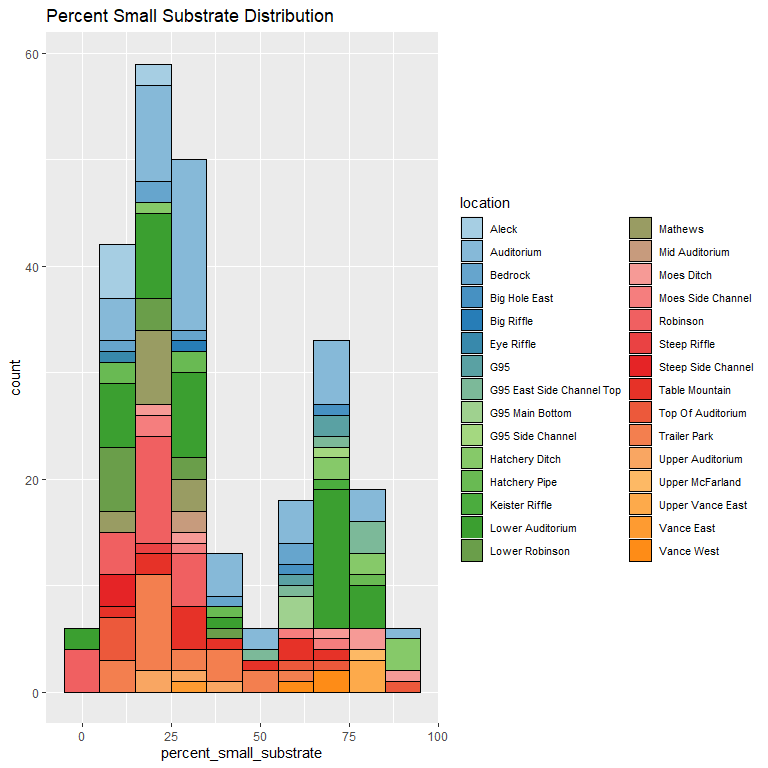 Percent Small Substrate Distribution
60
40
20
0
count
0
25
50
75
100
percent_small_substrate
location
Aleck
Auditorium
Bedrock
Big Hole East
Big Riffle
Eye Riffle
G95
G95 East Side Channel Top
G95 Main Bottom
G95 Side Channel
Hatchery Ditch
Hatchery Pipe
Keister Riffle
Lower Auditorium
Lower Robinson
Mathews
Mid Auditorium
Moes Ditch
Moes Side Channel
Robinson
Steep Riffle
Steep Side Channel
Table Mountain
Top Of Auditorium
Trailer Park
Upper Auditorium
Upper McFarland
Upper Vance East
Vance East
Vance West